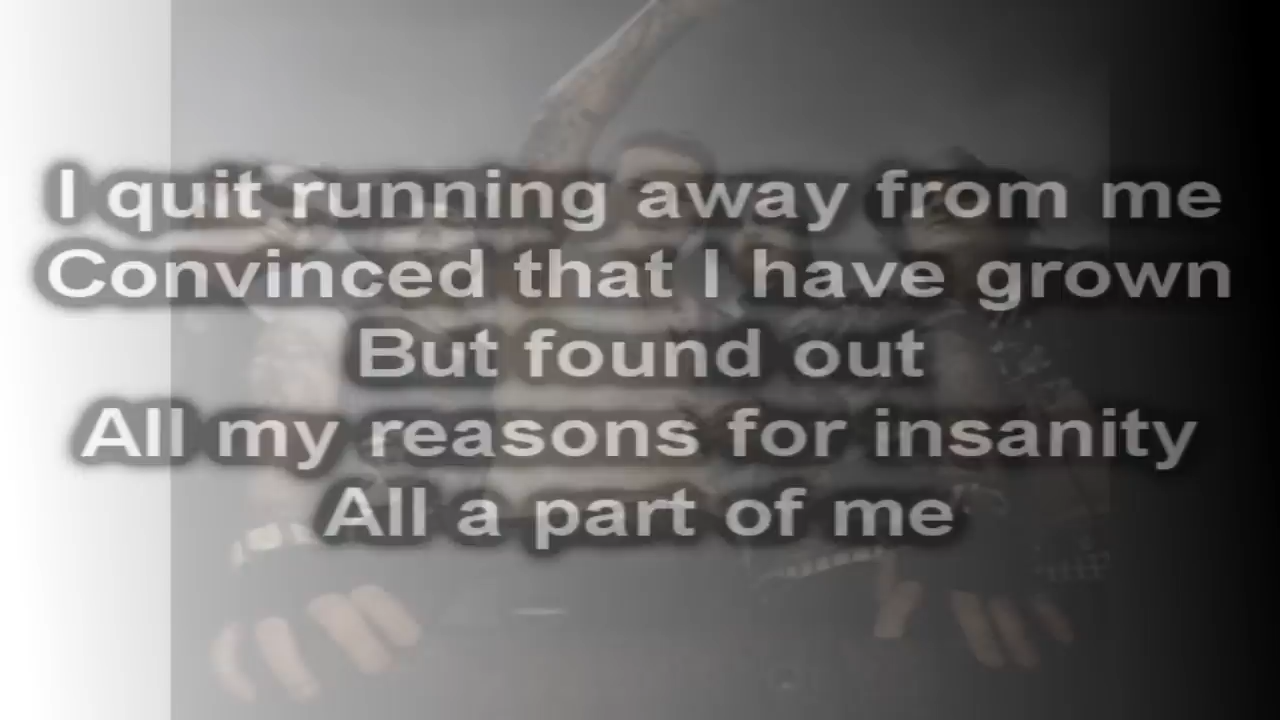 I quit running away from me
Convinced that I have grown
But found out
All my reasons for insanity
All a part of me